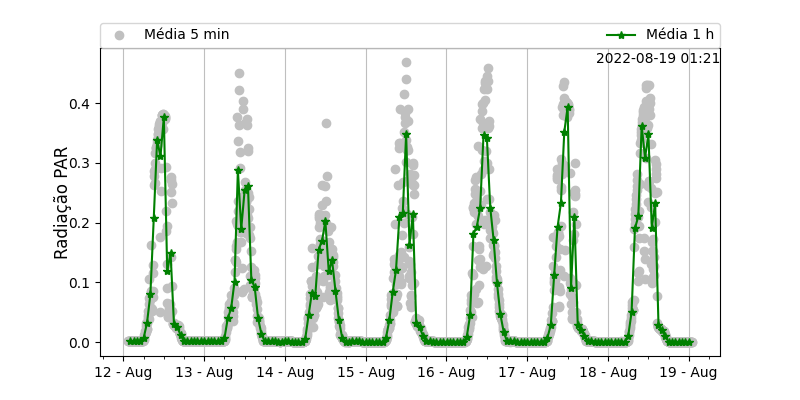 Média 5 min
Média 1 h
2022-08-19 01:21
Radiação PAR
0.4
0.3
0.2
0.1
0.0
12 - Aug
13 - Aug
14 - Aug
15 - Aug
16 - Aug
17 - Aug
18 - Aug
19 - Aug